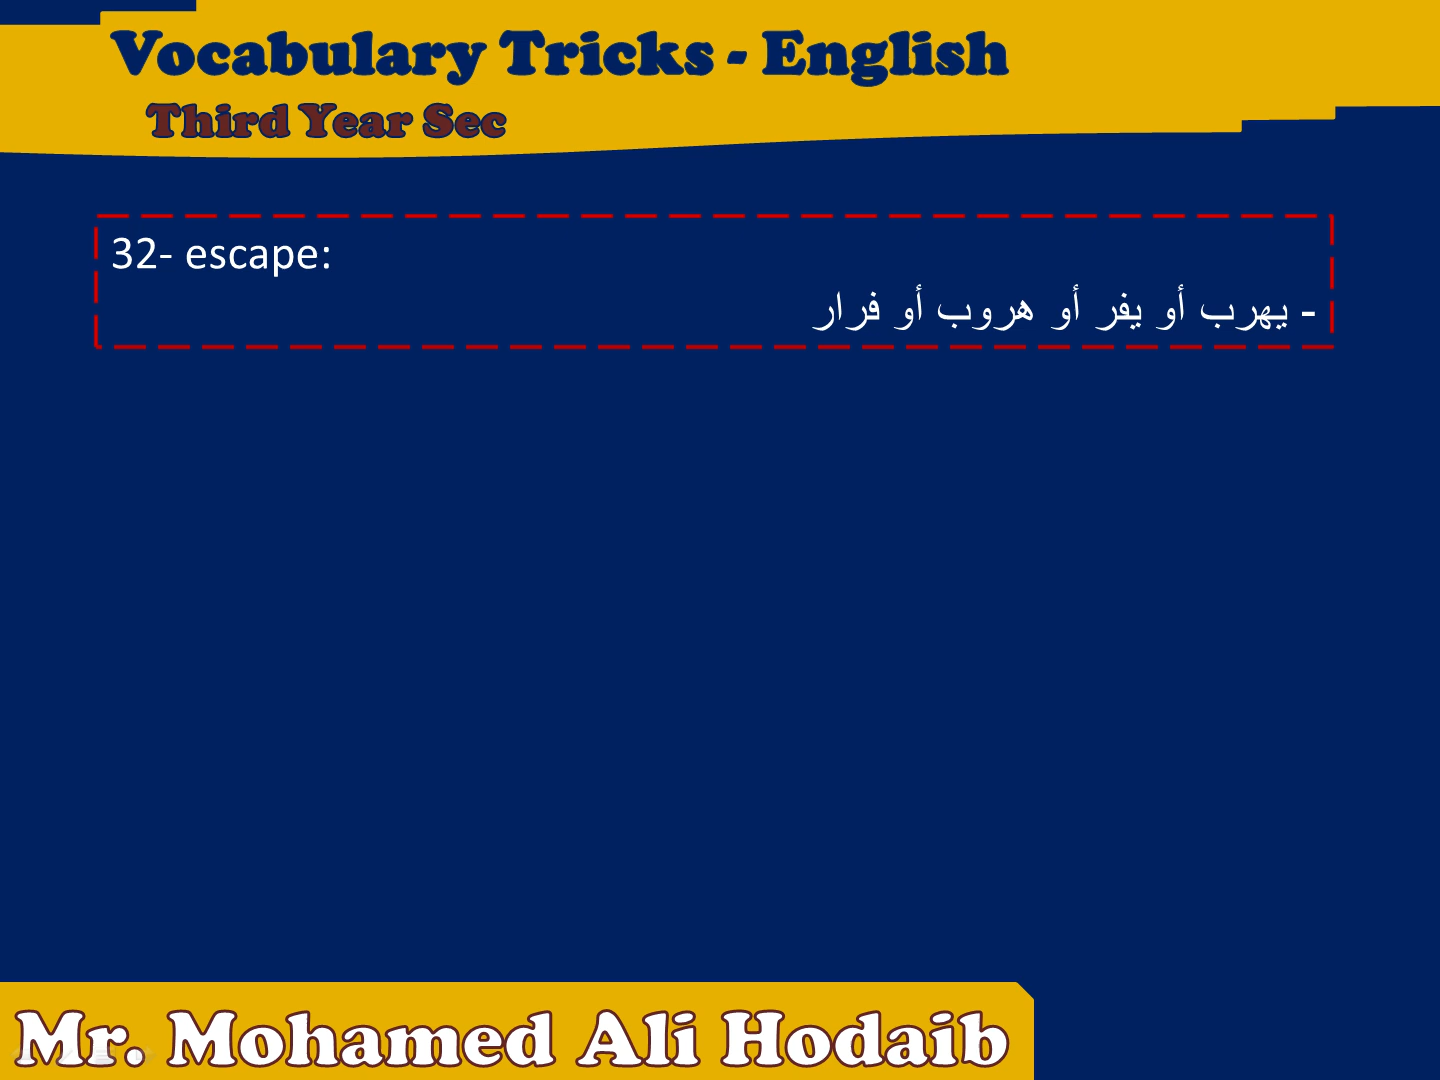 Vocabulary Tricks - English
Third Year Sec
32- escape:
- يهرب أو يفر أو هروب أو فرار
Mr. Mohamed Ali Hodaib